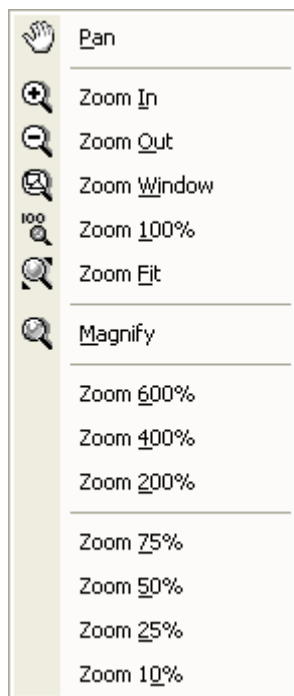 Pan
Zoom In
Zoom Out
Zoom Window
100
Zoom 100%
Zoom Fit
Magnify
Zoom 600%
Zoom 400%
Zoom 200%
Zoom 75%
Zoom 50%
Zoom 25%
Zoom 10%